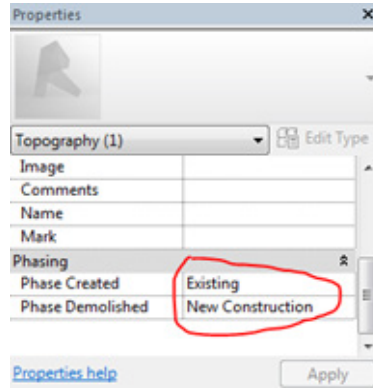 Properties
Topography (1) Edit Type
Image
Comments
Name
Mark
Phasing
Phase Created Existing
Phase Demolished New Construction
Properties help Apply